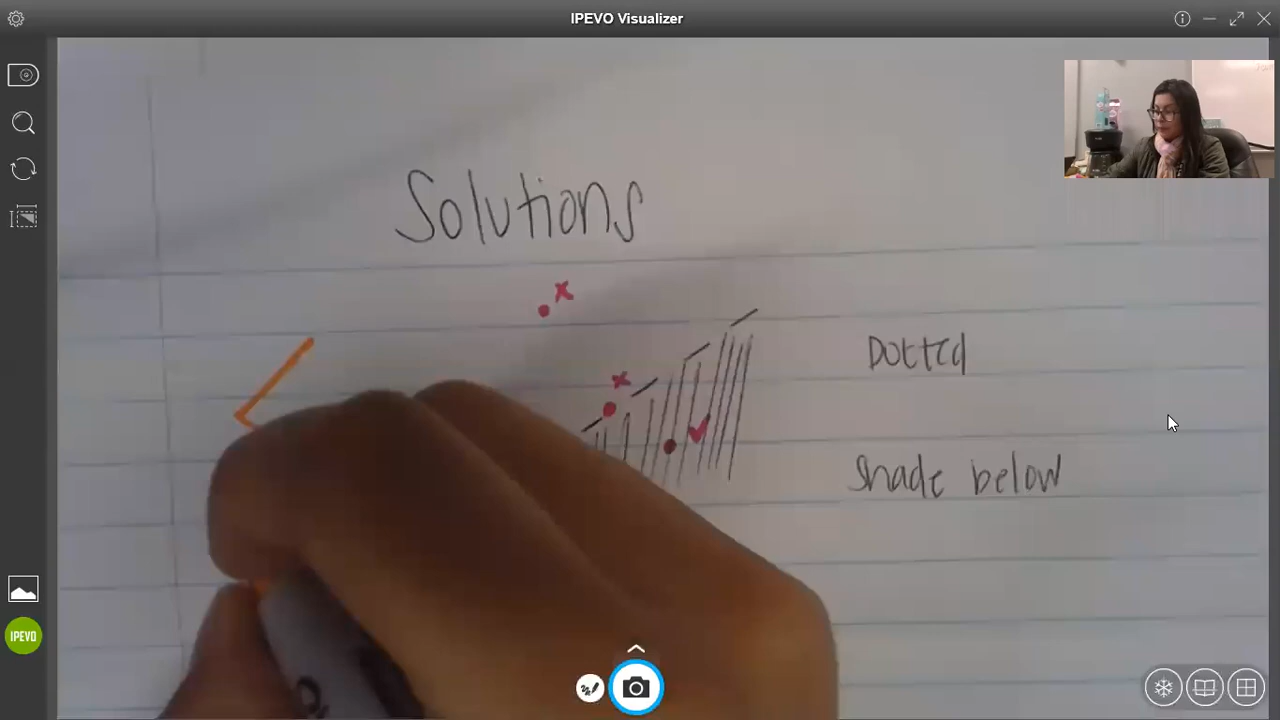 IPEVO Visualizer
Solutions
Dotted
Shade below
IPEVO